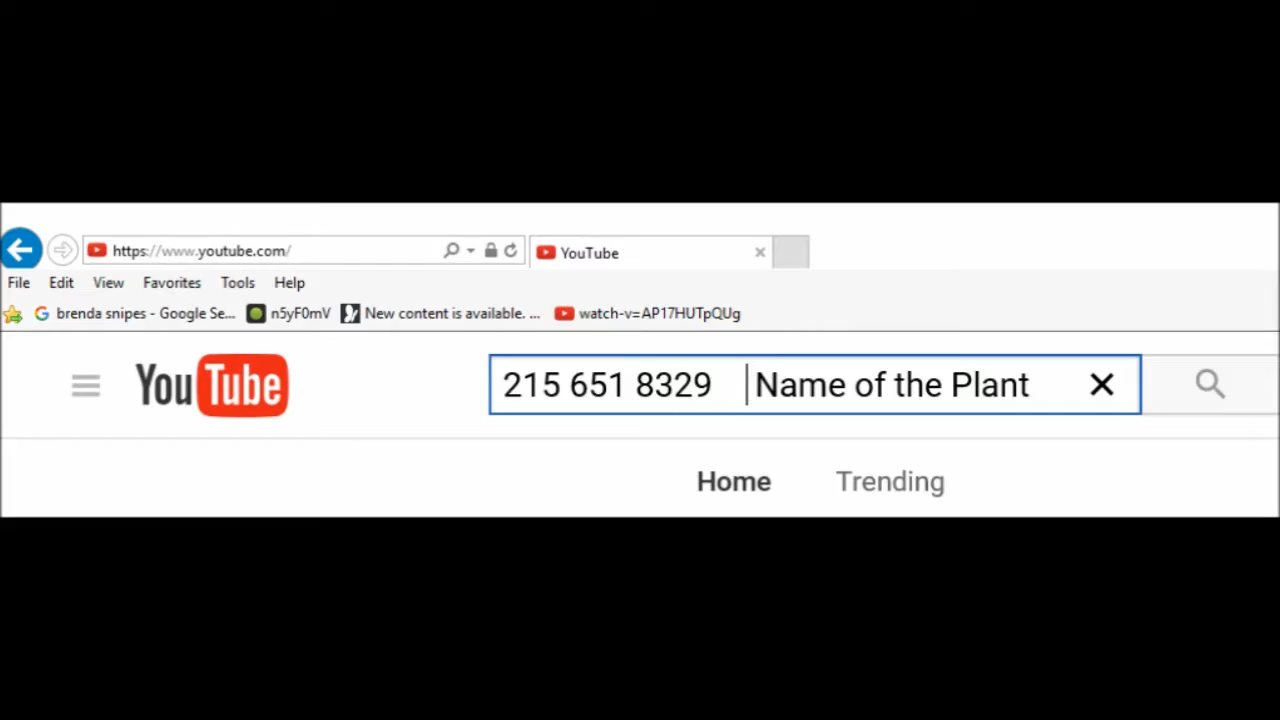 https://www.youtube.com/ YouTube
File Edit View Favorites Tools Help
brenda snipes - Google Se... n5yF0mV New content is available. ... watch-v=AP17HUTpQUg
YouTube 215 651 8329 Name of the Plant
Home Trending